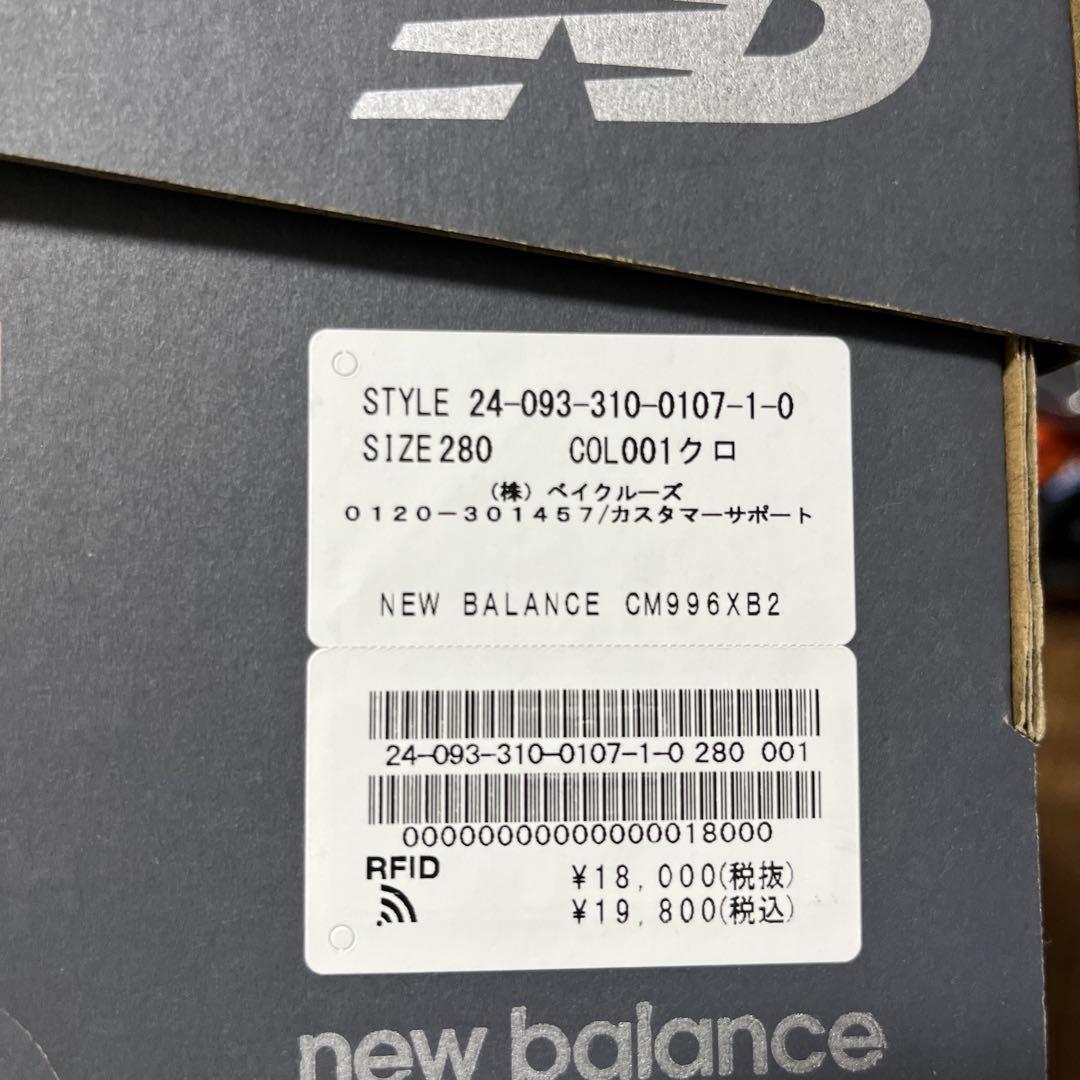 STYLE 24-093-310-0107-1-0
SIZE280 COL001クロ
（株）ベイクルーズ
０１２０－３０１４５７/カスタマーサポート
NEW BALANCE CM996XB2
24-093-310-0107-1-0 280 001
00000000000000018000
RFID
¥18,000(税抜)
¥19,800(税込)
new balance